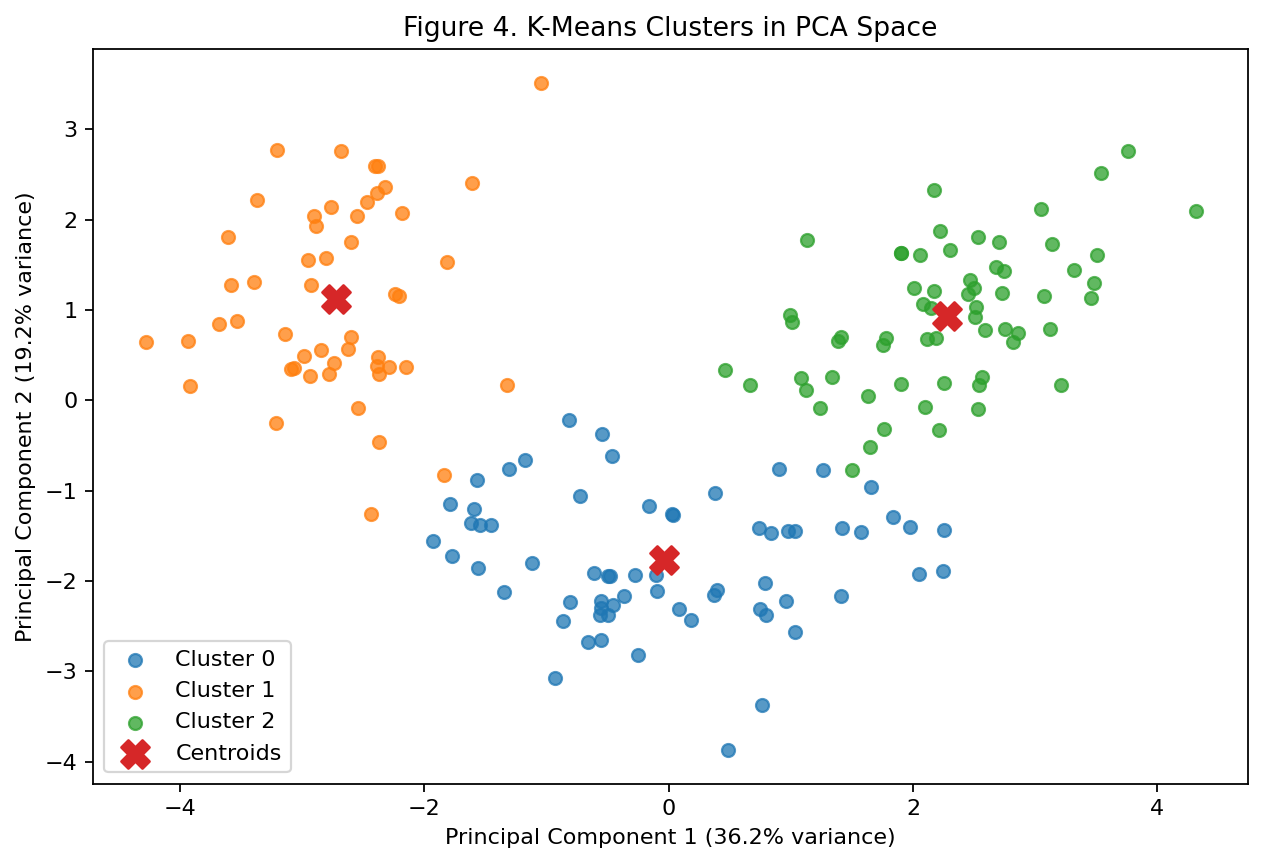 Figure 4. K-Means Clusters in PCA Space
Principal Component 2 (19.2% variance)
3
2
1
0
−1
−2
−3
−4
Cluster 0
Cluster 1
Cluster 2
Centroids
−4 −2 0 2 4
Principal Component 1 (36.2% variance)